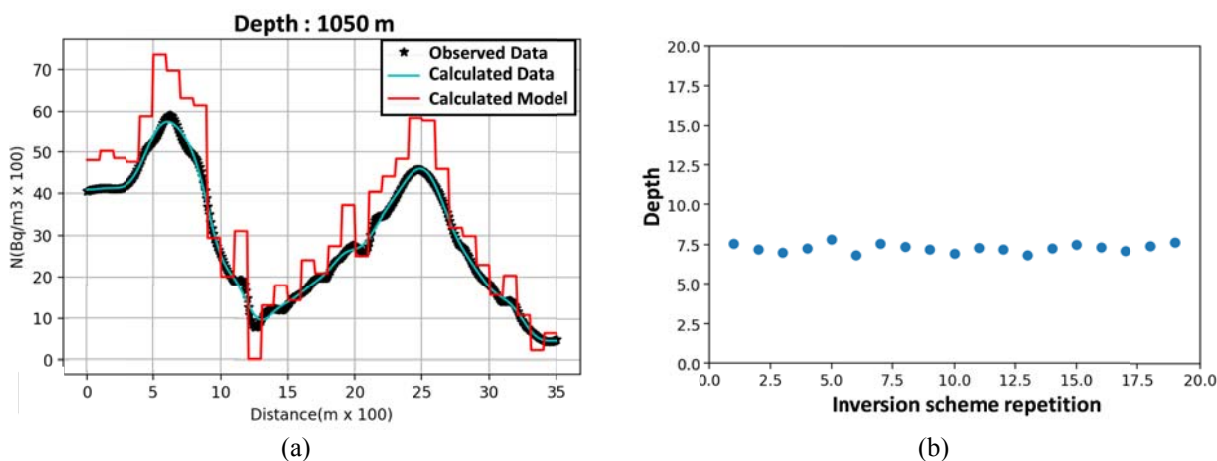 Depth : 1050 m
Observed Data
Calculated Data
Calculated Model
N(Bq/m3 x 100)
70
60
50
40
30
20
10
0
0 5 10 15 20 25 30 35
Distance(m x 100)
(a)
Depth
20.0
17.5
15.0
12.5
10.0
7.5
5.0
2.5
0.0
0.0 2.5 5.0 7.5 10.0 12.5 15.0 17.5 20.0
Inversion scheme repetition
(b)